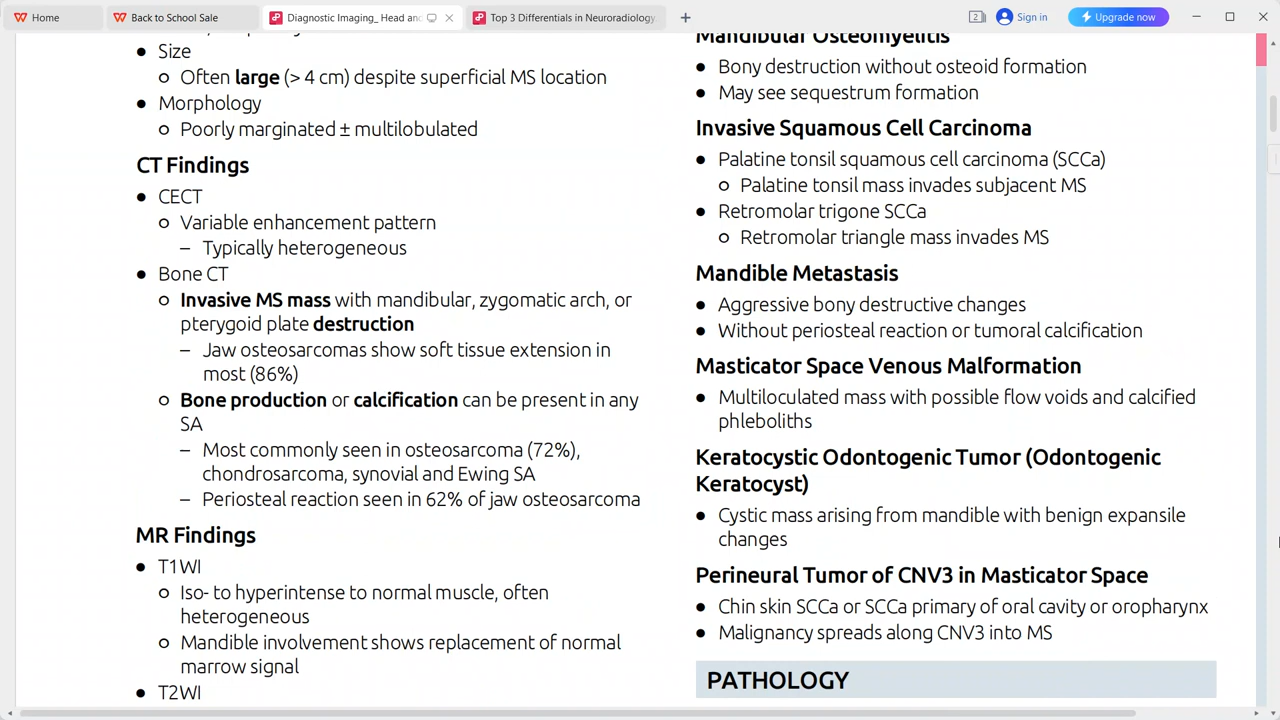 Home
Back to School Sale
Diagnostic Imaging_ Head an
Top 3 Differentials in Neuroradiology.
2
Sign in
Upgrade now
● Size
○ Often large (> 4 cm) despite superficial MS location
● Morphology
○ Poorly marginated ± multilobulated
CT Findings
● CECT
○ Variable enhancement pattern
– Typically heterogeneous
● Bone CT
○ Invasive MS mass with mandibular, zygomatic arch, or
pterygoid plate destruction
– Jaw osteosarcomas show soft tissue extension in
most (86%)
○ Bone production or calcification can be present in any
SA
– Most commonly seen in osteosarcoma (72%),
chondrosarcoma, synovial and Ewing SA
– Periosteal reaction seen in 62% of jaw osteosarcoma
MR Findings
● T1WI
○ Iso- to hyperintense to normal muscle, often
heterogeneous
○ Mandible involvement shows replacement of normal
marrow signal
● T2WI
Mandibular Osteomyelitis
● Bony destruction without osteoid formation
● May see sequestrum formation
Invasive Squamous Cell Carcinoma
● Palatine tonsil squamous cell carcinoma (SCCa)
○ Palatine tonsil mass invades subjacent MS
● Retromolar trigone SCCa
○ Retromolar triangle mass invades MS
Mandible Metastasis
● Aggressive bony destructive changes
● Without periosteal reaction or tumoral calcification
Masticator Space Venous Malformation
● Multiloculated mass with possible flow voids and calcified
phleboliths
Keratocystic Odontogenic Tumor (Odontogenic
Keratocyst)
● Cystic mass arising from mandible with benign expansile
changes
Perineural Tumor of CNV3 in Masticator Space
● Chin skin SCCa or SCCa primary of oral cavity or oropharynx
● Malignancy spreads along CNV3 into MS
PATHOLOGY